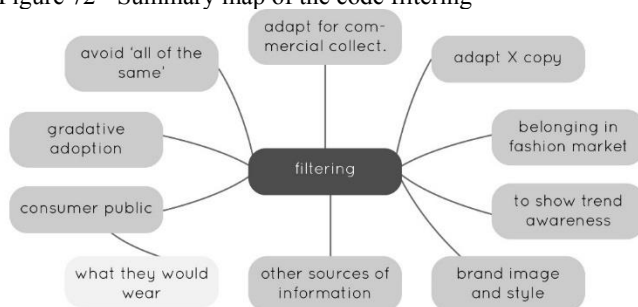 Figure 72 - Summary map of the code filtering
adapt for com-
mercial collect.
avoid ‘all of the
same’
adapt X copy
gradative
adoption
belonging in
fashion market
filtering
consumer public
to show trend
awareness
what they would
wear
other sources of
information
brand image
and style